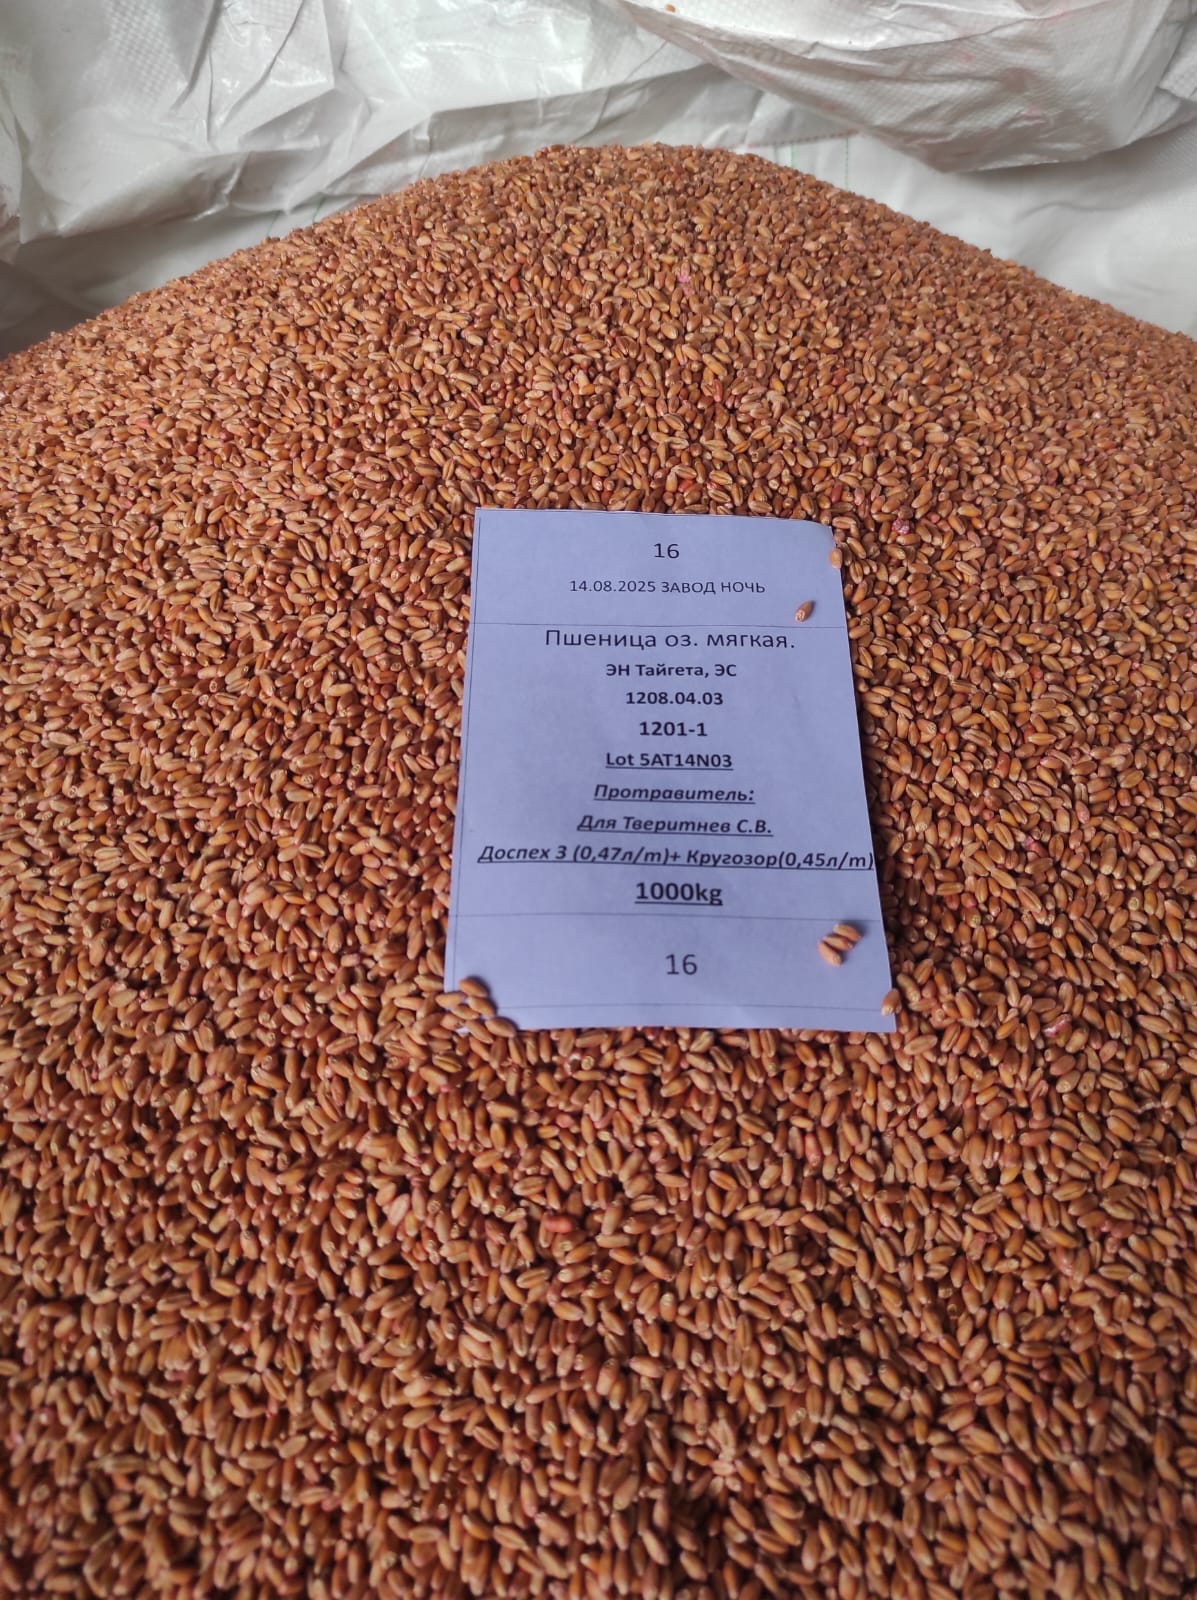 16
14.08.2025 ЗАВОД НОЧЬ
Пшеница оз. мягкая.
ЭН Тайгета, ЭС
1208.04.03
1201-1
Lot 5AT14N03
Протравитель:
Для Тверитнев С.В.
Доспех 3 (0,47л/т)+ Кругозор(0,45л/т)
1000kg
16